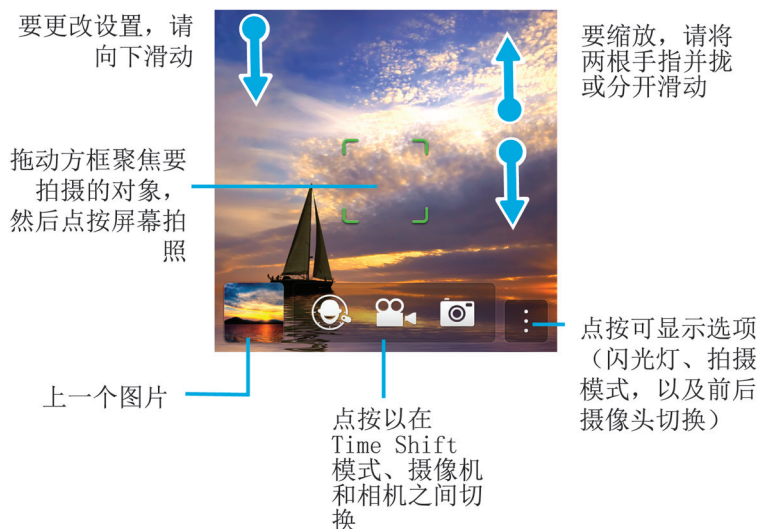 要更改设置，请
向下滑动
要缩放，请将
两根手指并拢
或分开滑动
拖动方框聚焦要
拍摄的对象，
然后点按屏幕拍
照
点按可显示选项
（闪光灯、拍摄
模式，以及前后
摄像头切换）
上一个图片
点按以在
Time Shift
模式、摄像机
和相机之间切
换